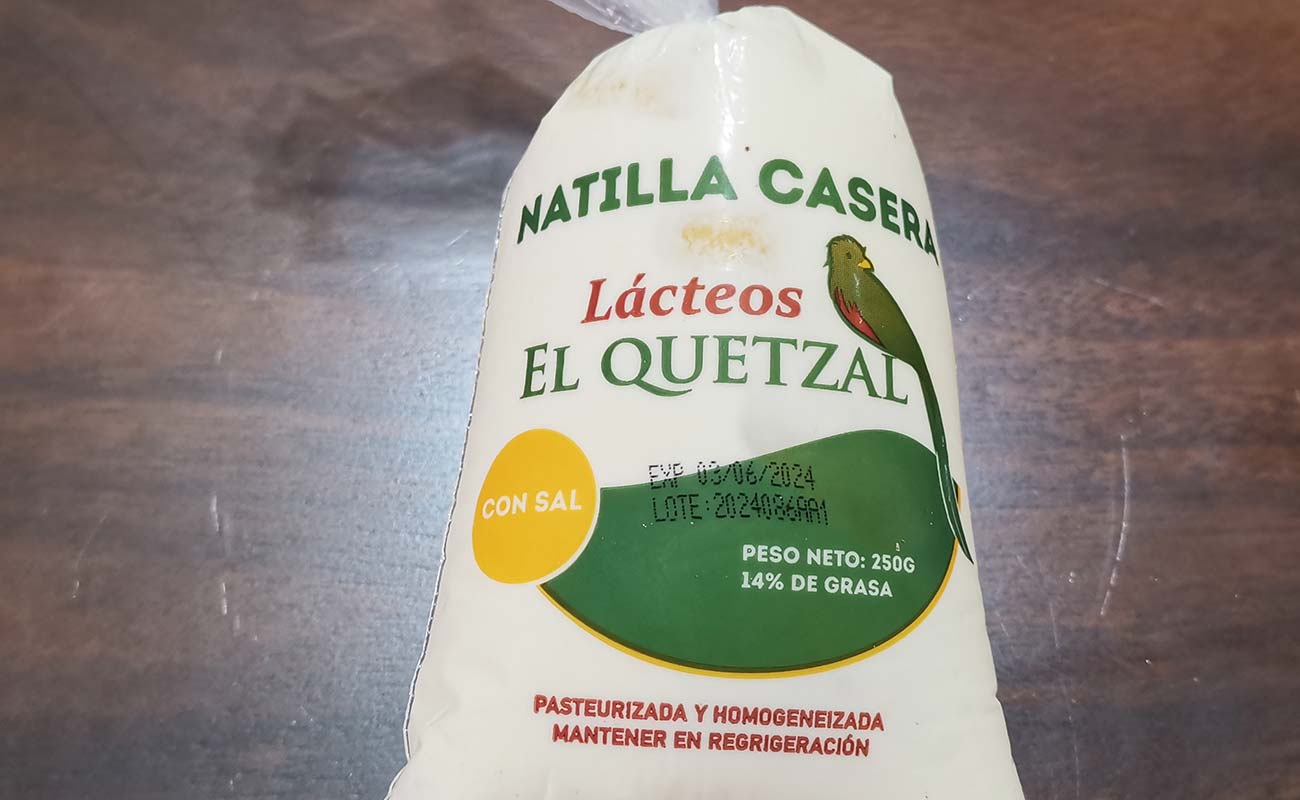 NATILLA CASERA
Lácteos
EL QUETZAL
CON SAL
EXP 03/06/2024
LOTE:2024086AA1
PESO NETO: 250G
14% DE GRASA
PASTEURIZADA Y HOMOGENEIZADA
MANTENER EN REGRIGERACIÓN